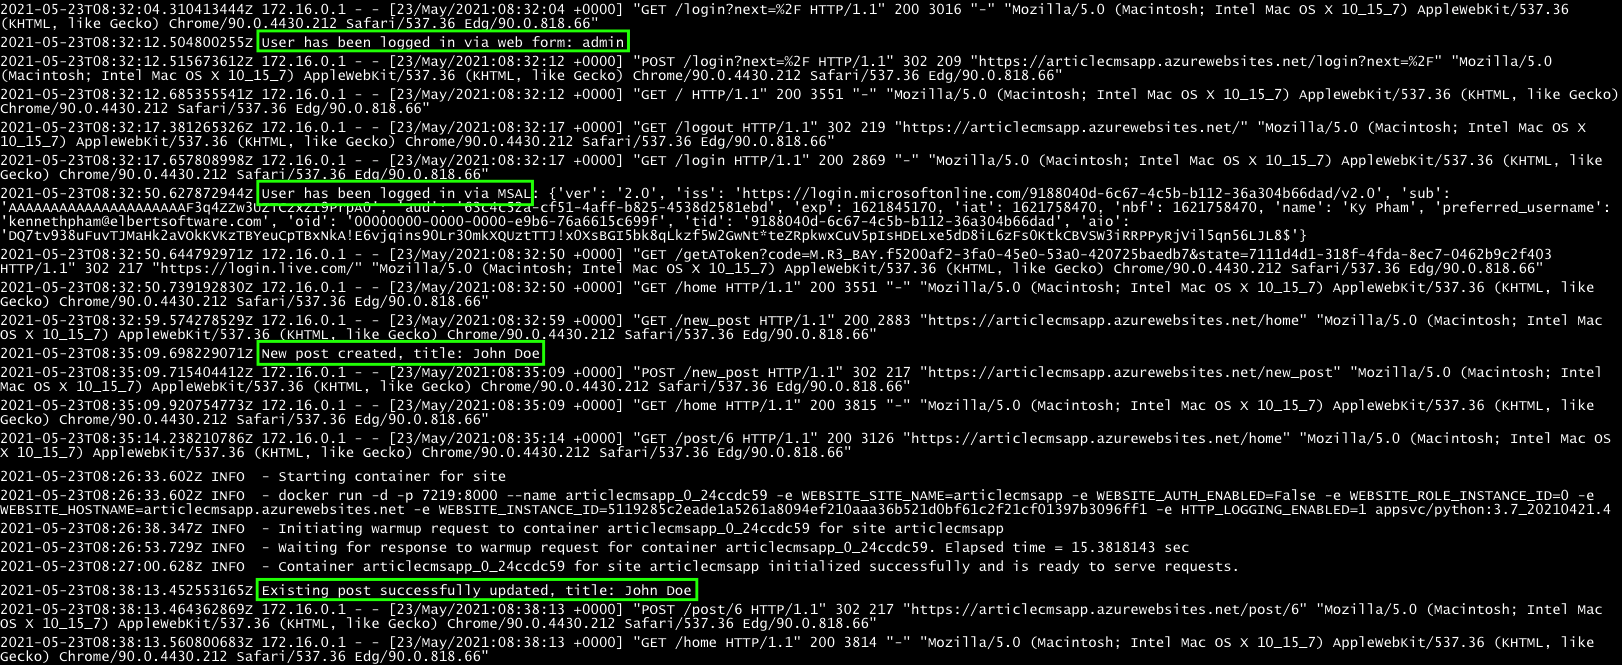 2021-05-23T08:32:04.310413444Z 172.16.0.1 - - [23/May/2021:08:32:04 +0000] "GET /login?next=%2F HTTP/1.1" 200 3016 "-" "Mozilla/5.0 (Macintosh; Intel Mac OS X 10_15_7) AppleWebKit/537.36
(KHTML, like Gecko) Chrome/90.0.4430.212 Safari/537.36 Edg/90.0.818.66"
2021-05-23T08:32:12.504800255Z User has been logged in via web form: admin
2021-05-23T08:32:12.515673612Z 172.16.0.1 - - [23/May/2021:08:32:12 +0000] "POST /login?next=%2F HTTP/1.1" 302 209 "https://articlecmsapp.azurewebsites.net/login?next=%2F" "Mozilla/5.0
(Macintosh; Intel Mac OS X 10_15_7) AppleWebKit/537.36 (KHTML, like Gecko) Chrome/90.0.4430.212 Safari/537.36 Edg/90.0.818.66"
2021-05-23T08:32:12.685355541Z 172.16.0.1 - - [23/May/2021:08:32:12 +0000] "GET / HTTP/1.1" 200 3551 "-" "Mozilla/5.0 (Macintosh; Intel Mac OS X 10_15_7) AppleWebKit/537.36 (KHTML, like Gecko)
Chrome/90.0.4430.212 Safari/537.36 Edg/90.0.818.66"
2021-05-23T08:32:17.381265326Z 172.16.0.1 - - [23/May/2021:08:32:17 +0000] "GET /logout HTTP/1.1" 302 219 "https://articlecmsapp.azurewebsites.net/" "Mozilla/5.0 (Macintosh; Intel Mac OS X
10_15_7) AppleWebKit/537.36 (KHTML, like Gecko) Chrome/90.0.4430.212 Safari/537.36 Edg/90.0.818.66"
2021-05-23T08:32:17.657808998Z 172.16.0.1 - - [23/May/2021:08:32:17 +0000] "GET /login HTTP/1.1" 200 2869 "-" "Mozilla/5.0 (Macintosh; Intel Mac OS X 10_15_7) AppleWebKit/537.36 (KHTML, like
Gecko) Chrome/90.0.4430.212 Safari/537.36 Edg/90.0.818.66"
2021-05-23T08:32:50.627872944Z User has been logged in via MSAL: {'ver': '2.0', 'iss': 'https://login.microsoftonline.com/9188040d-6c67-4c5b-b112-36a304b66dad/v2.0', 'sub':
'aud': 'exp': 1621845170, 'iat': 1621758470, 'nbf': 1621758470, 'name': 'Ky Pham', 'preferred_username':
'kennethpham@elbertsoftware.com', 'oid': '00000000-0000-0000-e9b6-76a6615c699f', 'tid': '9188040d-6c67-4c5b-b112-36a304b66dad', 'aio':
2021-05-23T08:32:50.644792971Z 172.16.0.1 - - [23/May/2021:08:32:50 +0000] "GET /getAToken?code=M.R3_BAY.f5200af2-3fa0-45e0-53a0-420725baedb7&state=7111d4d1-318f-4fda-8ec7-0462b9c2f403
HTTP/1.1" 302 217 "https://login.live.com/" "Mozilla/5.0 (Macintosh; Intel Mac OS X 10_15_7) AppleWebKit/537.36 (KHTML, like Gecko) Chrome/90.0.4430.212 Safari/537.36 Edg/90.0.818.66"
2021-05-23T08:32:50.739192830Z 172.16.0.1 - - [23/May/2021:08:32:50 +0000] "GET /home HTTP/1.1" 200 3551 "-" "Mozilla/5.0 (Macintosh; Intel Mac OS X 10_15_7) AppleWebKit/537.36 (KHTML, like
Gecko) Chrome/90.0.4430.212 Safari/537.36 Edg/90.0.818.66"
2021-05-23T08:32:59.574278529Z 172.16.0.1 - - [23/May/2021:08:32:59 +0000] "GET /new_post HTTP/1.1" 200 2883 "https://articlecmsapp.azurewebsites.net/home" "Mozilla/5.0 (Macintosh; Intel Mac
OS X 10_15_7) AppleWebKit/537.36 (KHTML, like Gecko) Chrome/90.0.4430.212 Safari/537.36 Edg/90.0.818.66"
2021-05-23T08:35:09.698229071Z New post created, title: John Doe
2021-05-23T08:35:09.715404412Z 172.16.0.1 - - [23/May/2021:08:35:09 +0000] "POST /new_post HTTP/1.1" 302 217 "https://articlecmsapp.azurewebsites.net/new_post" "Mozilla/5.0 (Macintosh; Intel
Mac OS X 10_15_7) AppleWebKit/537.36 (KHTML, like Gecko) Chrome/90.0.4430.212 Safari/537.36 Edg/90.0.818.66"
2021-05-23T08:35:09.920754773Z 172.16.0.1 - - [23/May/2021:08:35:09 +0000] "GET /home HTTP/1.1" 200 3815 "-" "Mozilla/5.0 (Macintosh; Intel Mac OS X 10_15_7) AppleWebKit/537.36 (KHTML, like
Gecko) Chrome/90.0.4430.212 Safari/537.36 Edg/90.0.818.66"
2021-05-23T08:35:14.238210786Z 172.16.0.1 - - [23/May/2021:08:35:14 +0000] "GET /post/6 HTTP/1.1" 200 3126 "https://articlecmsapp.azurewebsites.net/home" "Mozilla/5.0 (Macintosh; Intel Mac OS
X 10_15_7) AppleWebKit/537.36 (KHTML, like Gecko) Chrome/90.0.4430.212 Safari/537.36 Edg/90.0.818.66"
2021-05-23T08:26:33.602Z INFO  - Starting container for site
2021-05-23T08:26:33.602Z INFO  - docker run -d -p 7219:8000 --name articlecmsapp_0_24ccdc59 -e WEBSITE_SITE_NAME=articlecmsapp -e WEBSITE_AUTH_ENABLED=False -e WEBSITE_ROLE_INSTANCE_ID=0 -e
WEBSITE_HOSTNAME=articlecmsapp.azurewebsites.net -e WEBSITE_INSTANCE_ID=5119285c2eade1a5261a8094ef210aaa36b521d0bf61c2f21cf01397b3096ff1 -e HTTP_LOGGING_ENABLED=1 appsvc/python:3.7_20210421.4
2021-05-23T08:26:38.347Z INFO  - Initiating warmup request to container articlecmsapp_0_24ccdc59 for site articlecmsapp
2021-05-23T08:26:53.729Z INFO  - Waiting for response to warmup request for container articlecmsapp_0_24ccdc59. Elapsed time = 15.3818143 sec
2021-05-23T08:27:00.628Z INFO  - Container articlecmsapp_0_24ccdc59 for site articlecmsapp initialized successfully and is ready to serve requests.
2021-05-23T08:38:13.452553165Z Existing post successfully updated, title: John Doe
2021-05-23T08:38:13.464362869Z 172.16.0.1 - - [23/May/2021:08:38:13 +0000] "POST /post/6 HTTP/1.1" 302 217 "https://articlecmsapp.azurewebsites.net/post/6" "Mozilla/5.0 (Macintosh; Intel Mac
OS X 10_15_7) AppleWebKit/537.36 (KHTML, like Gecko) Chrome/90.0.4430.212 Safari/537.36 Edg/90.0.818.66"
2021-05-23T08:38:13.560800683Z 172.16.0.1 - - [23/May/2021:08:38:13 +0000] "GET /home HTTP/1.1" 200 3814 "-" "Mozilla/5.0 (Macintosh; Intel Mac OS X 10_15_7) AppleWebKit/537.36 (KHTML, like
Gecko) Chrome/90.0.4430.212 Safari/537.36 Edg/90.0.818.66"